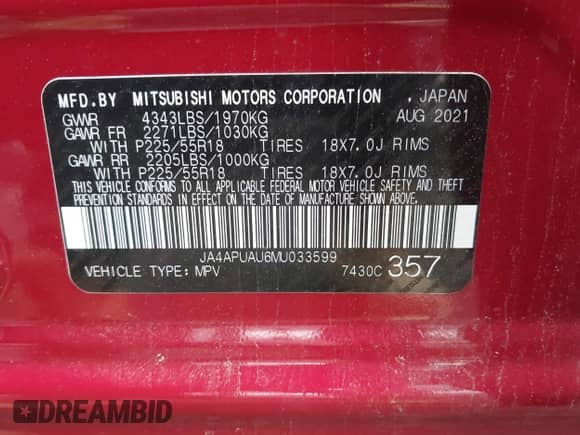 MFD.BY MITSUBISHI MOTORS CORPORATION , JAPAN
GVWR 4343LBS/1970KG AUG 2021
GAWR FR 2271LBS/1030KG
WITH P225/55R18 TIRES 18X7.0J RIMS
GAWR RR 2205LBS/1000KG
WITH P225/55R18 TIRES 18X7.0J RIMS
THIS VEHICLE CONFORMS TO ALL APPLICABLE FEDERAL MOTOR VEHICLE SAFETY AND THEFT
PREVENTION STANDARDS IN EFFECT ON THE DATE OF MANUFACTURE SHOWN ABOVE.
JA4APUAU6MU033599
VEHICLE TYPE:MPV 7430C 357
DREAMBID